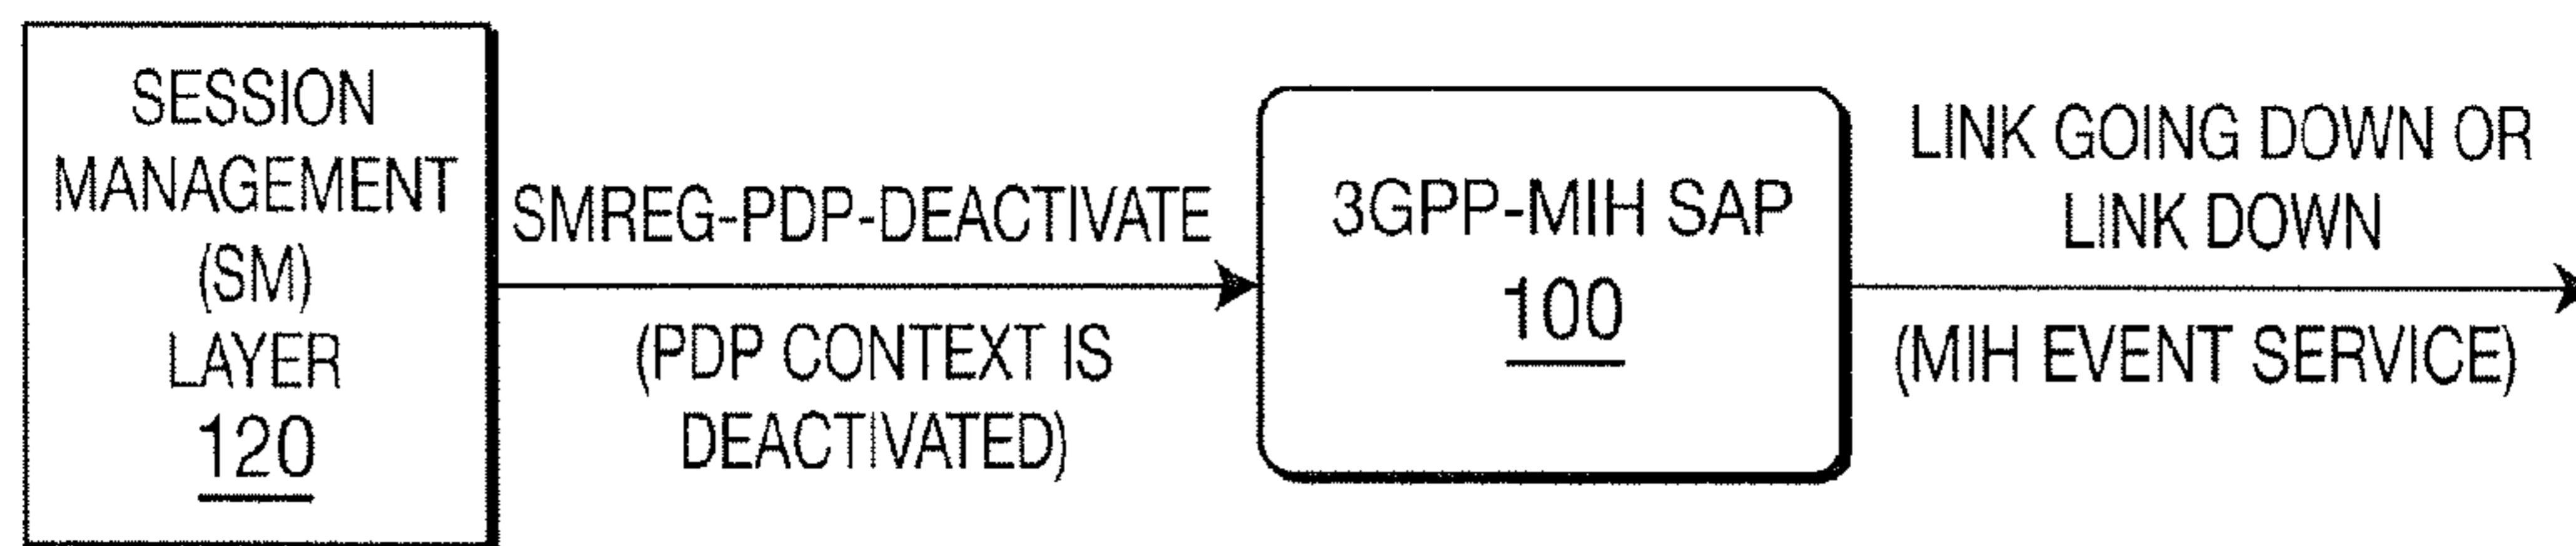 SESSION
MANAGEMENT
(SM)
LAYER
120
SMREG-PDP-DEACTIVATE
(PDP CONTEXT IS
DEACTIVATED)
3GPP-MIH SAP
100
LINK GOING DOWN OR
LINK DOWN
(MIH EVENT SERVICE)